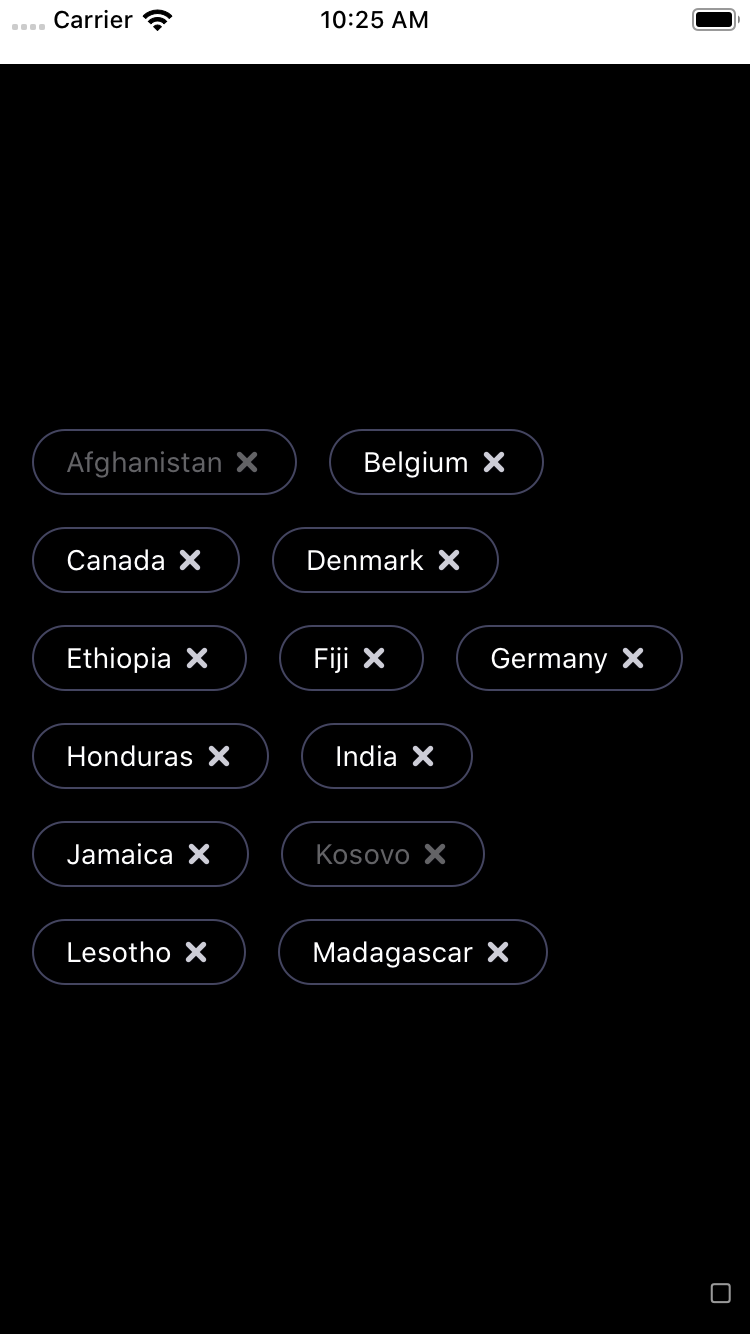 Carrier 10:25 AM
Afghanistan Belgium
Canada Denmark
Ethiopia Fiji Germany
Honduras India
Jamaica Kosovo
Lesotho Madagascar